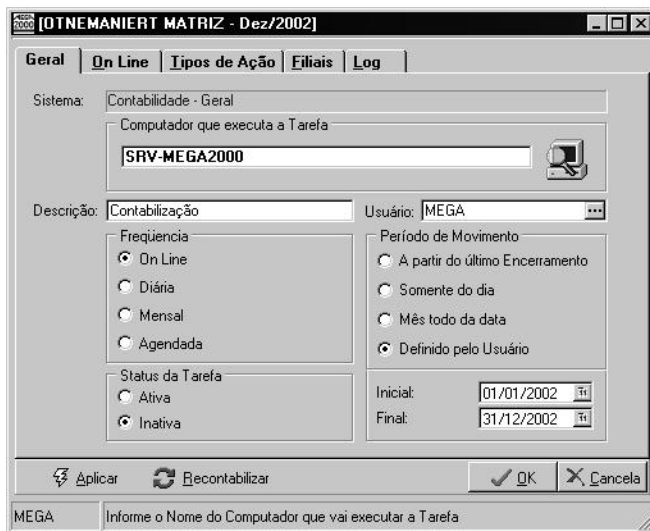 MEGA 2000 [OTNEMANIERT MATRIZ - Dez/2002]
Geral On Line Tipos de Ação Filiais Log
Sistema: Contabilidade - Geral
Computador que executa a Tarefa
SRV-MEGA2000
Descrição: Contabilização Usuário: MEGA ...
Freqüencia
On Line
Diária
Mensal
Agendada
Período de Movimento
A partir do último Encerramento
Somente do dia
Mês todo da data
Definido pelo Usuário
Status da Tarefa
Ativa
Inativa
Inicial: 01/01/2002
Final: 31/12/2002
Aplicar Recontabilizar OK Cancela
MEGA Informe o Nome do Computador que vai executar a Tarefa